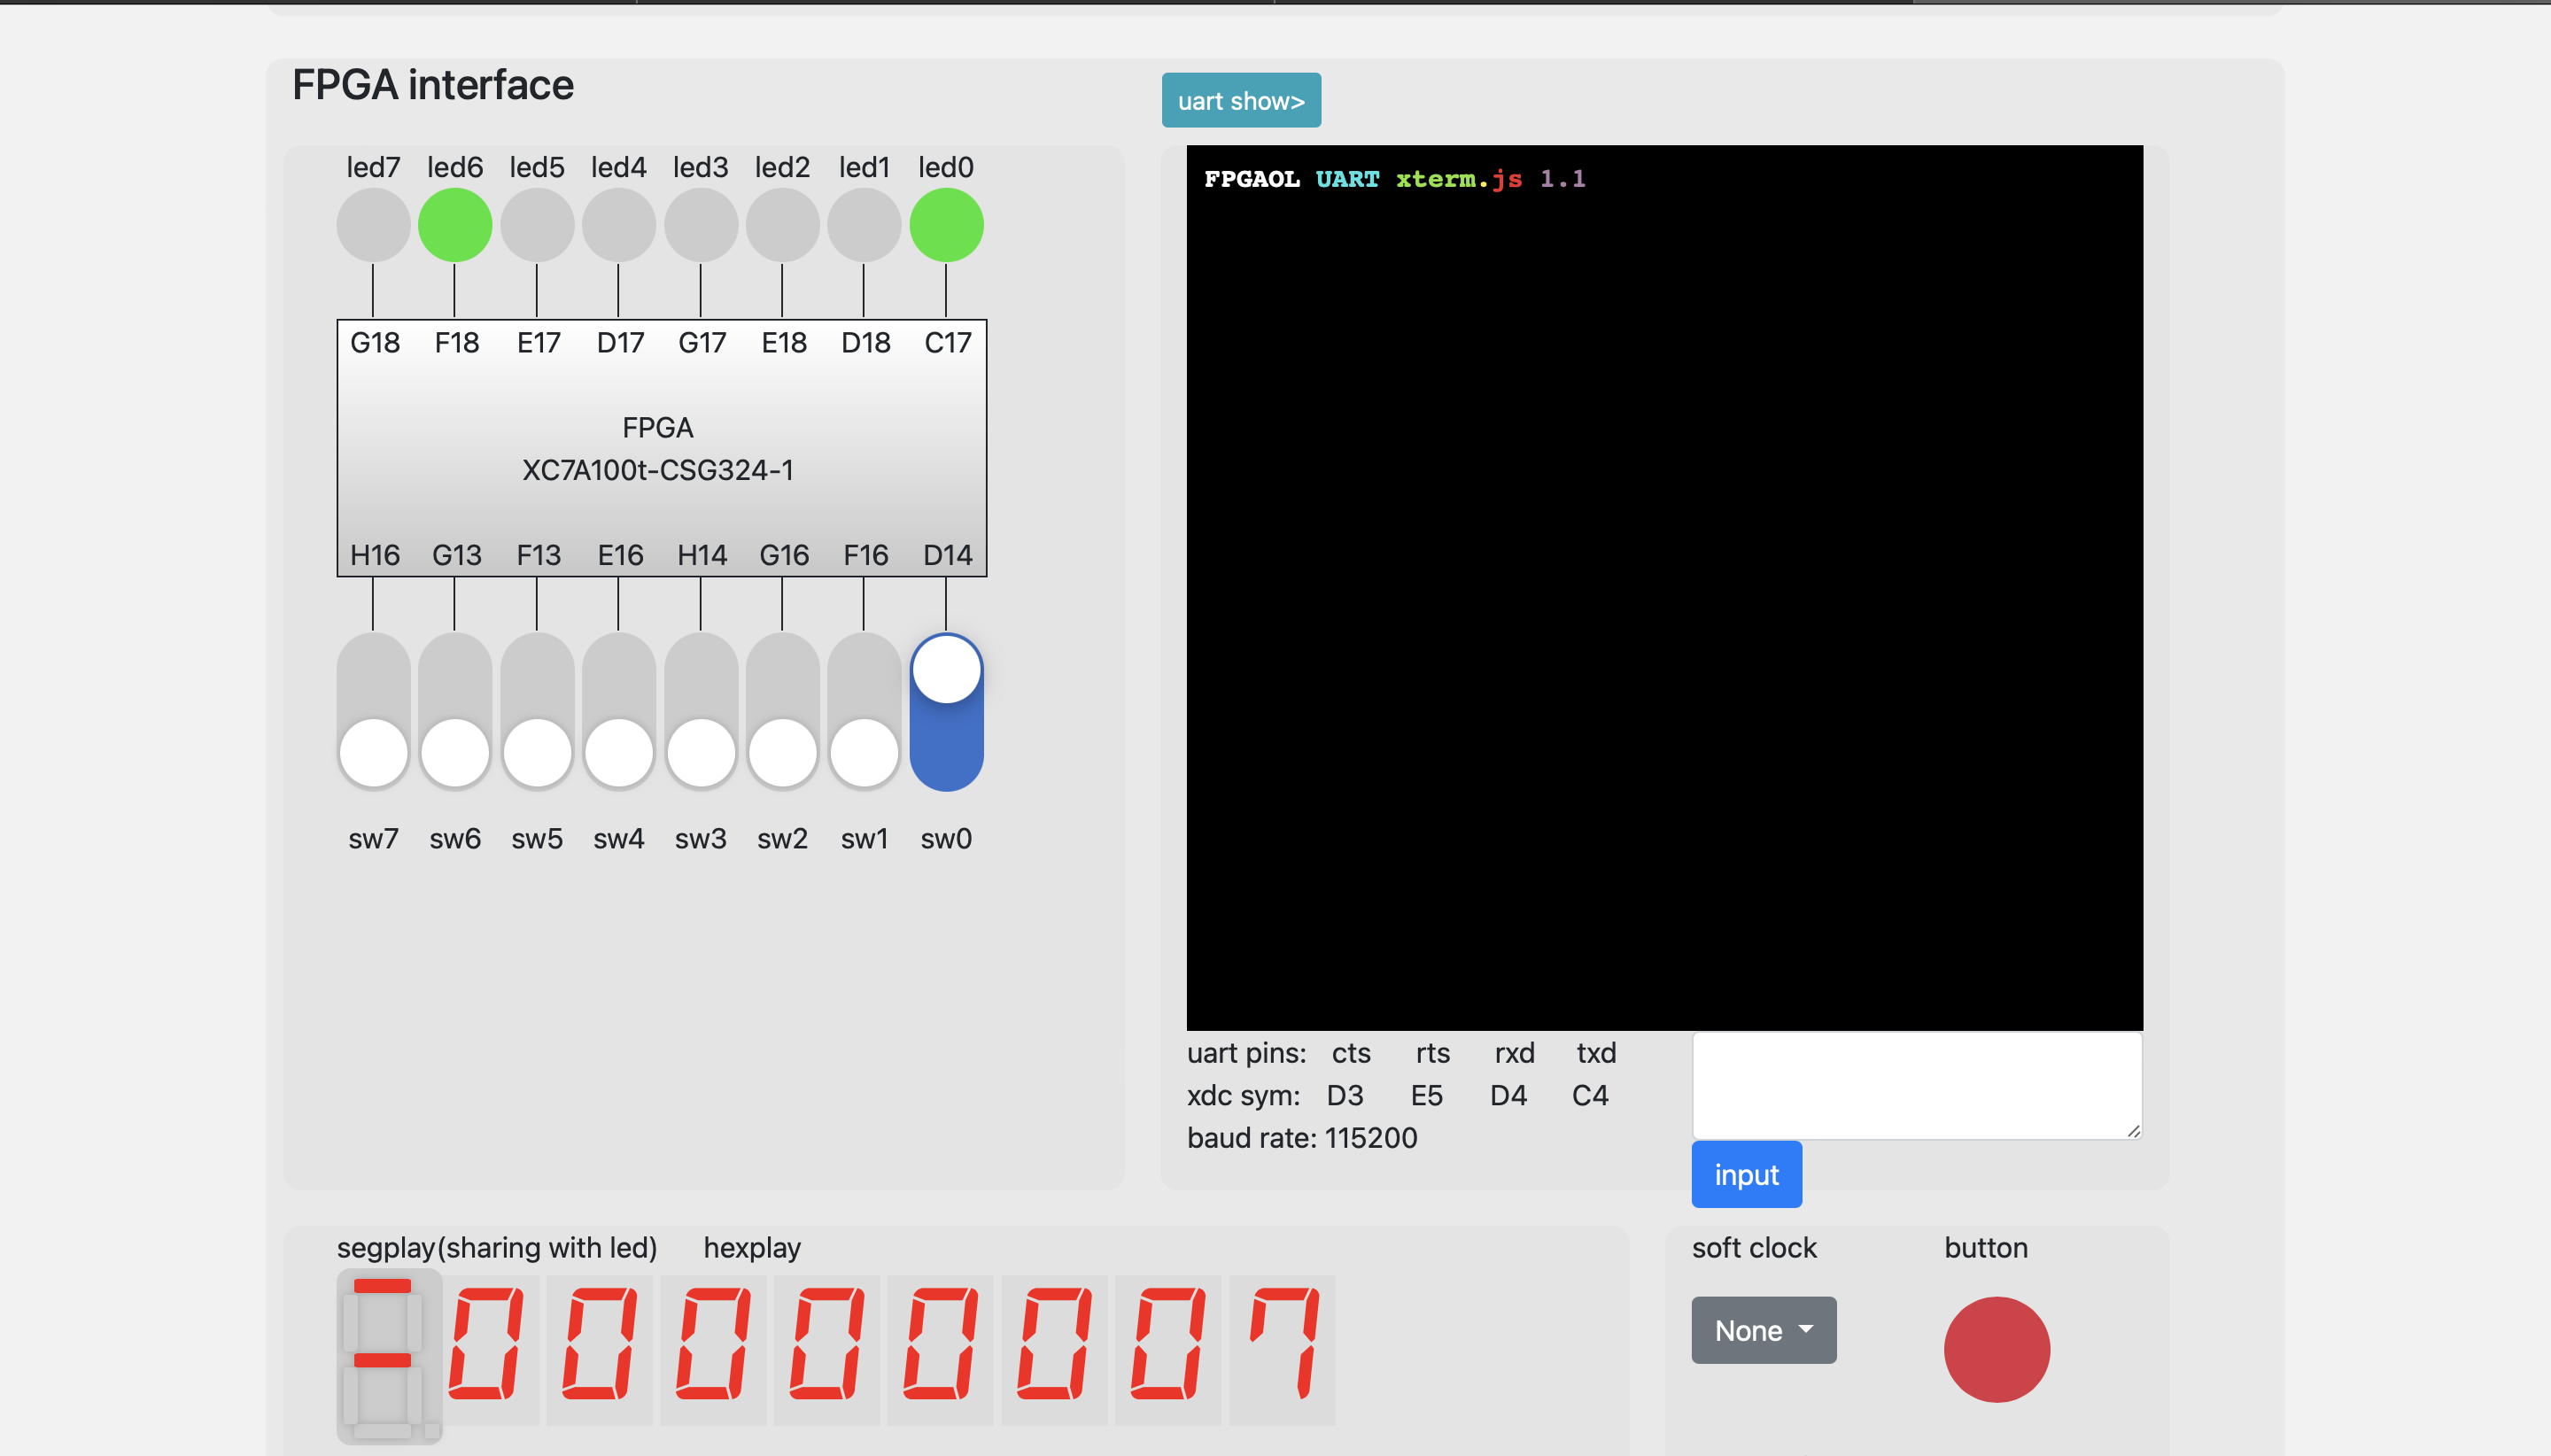 FPGA interface
uart show>
led7 led6 led5 led4 led3 led2 led1 led0
G18 F18 E17 D17 G17 E18 D18 C17
FPGA
XC7A100t-CSG324-1
H16 G13 F13 E16 H14 G16 F16 D14
sw7 sw6 sw5 sw4 sw3 sw2 sw1 sw0
FPGAOL UART xterm.js 1.1
uart pins: cts rts rxd txd
xdc sym: D3 E5 D4 C4
baud rate: 115200
input
segplay(sharing with led) hexplay
00000007
soft clock button
None